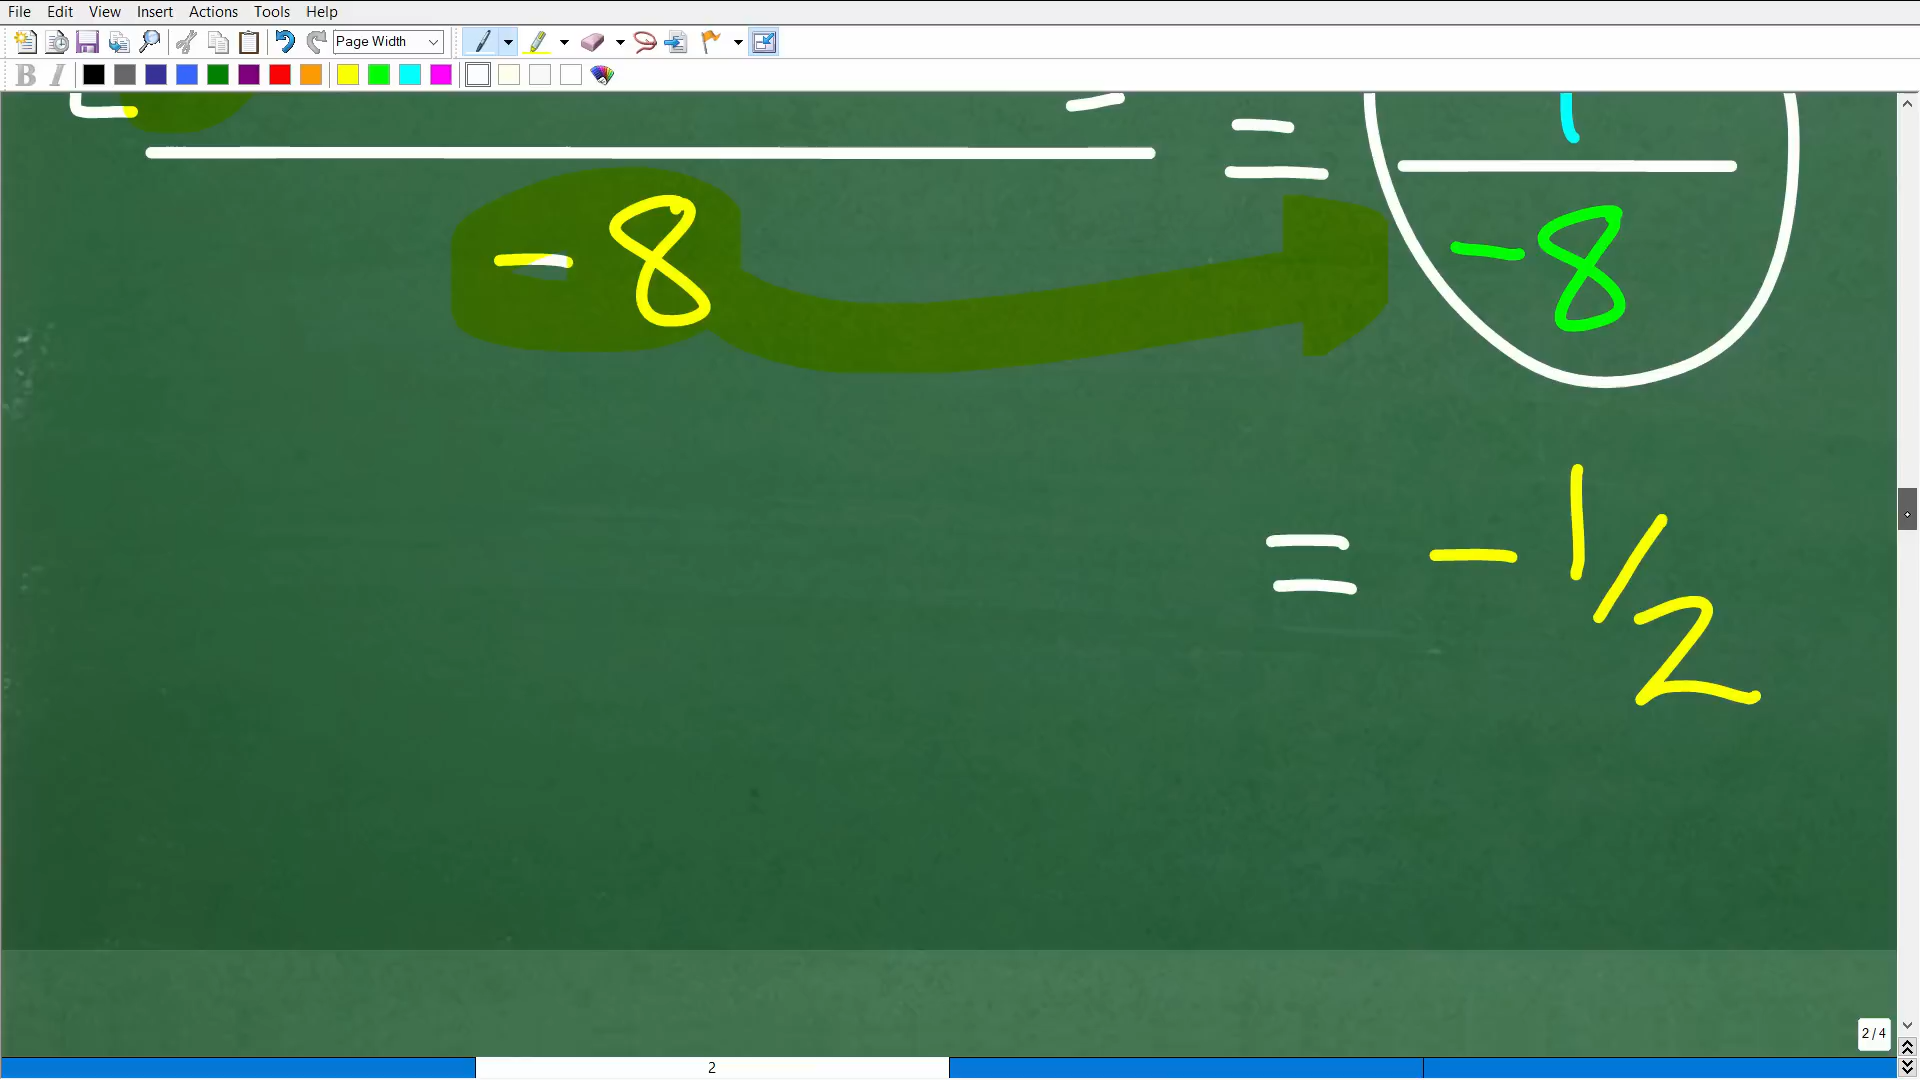 File Edit View Insert Actions Tools Help
Page Width
B I
=
- 8
- 8
= - 1/2
2 / 4
2